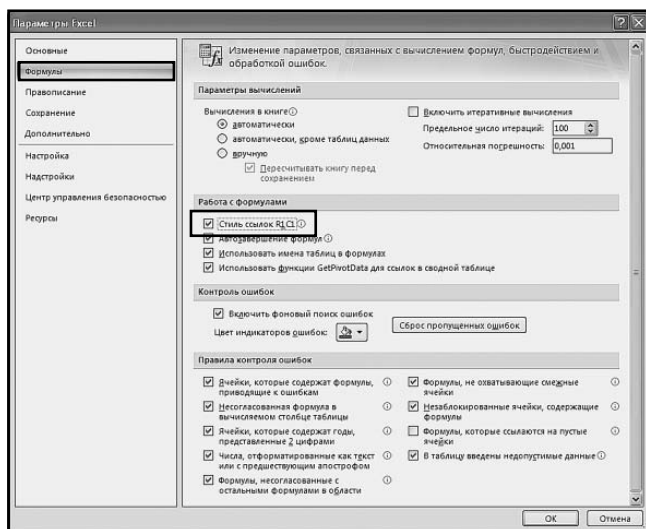 Параметры Excel
Основные
Формулы
Правописание
Сохранение
Дополнительно
Настройка
Надстройки
Центр управления безопасностью
Ресурсы
Изменение параметров, связанных с вычислением формул, быстродействием и
обработкой ошибок.
Параметры вычислений
Вычисления в книге
автоматически
автоматически, кроме таблиц данных
вручную
Пересчитывать книгу перед
сохранением
Включить итеративные вычисления
Предельное число итераций: 100
Относительная погрешность: 0,001
Работа с формулами
Стиль ссылок R1C1
Автозавершение формул
Использовать имена таблиц в формулах
Использовать функции GetPivotData для ссылок в сводной таблице
Контроль ошибок
Включить фоновый поиск ошибок
Цвет индикаторов ошибок:
Сброс пропущенных ошибок
Правила контроля ошибок
Ячейки, которые содержат формулы,
приводящие к ошибкам
Несогласованная формула в
вычисляемом столбце таблицы
Ячейки, которые содержат годы,
представленные 2 цифрами
Числа, отформатированные как текст
или с предшествующим апострофом
Формулы, несогласованные с
остальными формулами в области
Формулы, не охватывающие смежные
ячейки
Незаблокированные ячейки, содержащие
формулы
Формулы, которые ссылаются на пустые
ячейки
В таблицу введены недопустимые данные
ОК
Отмена